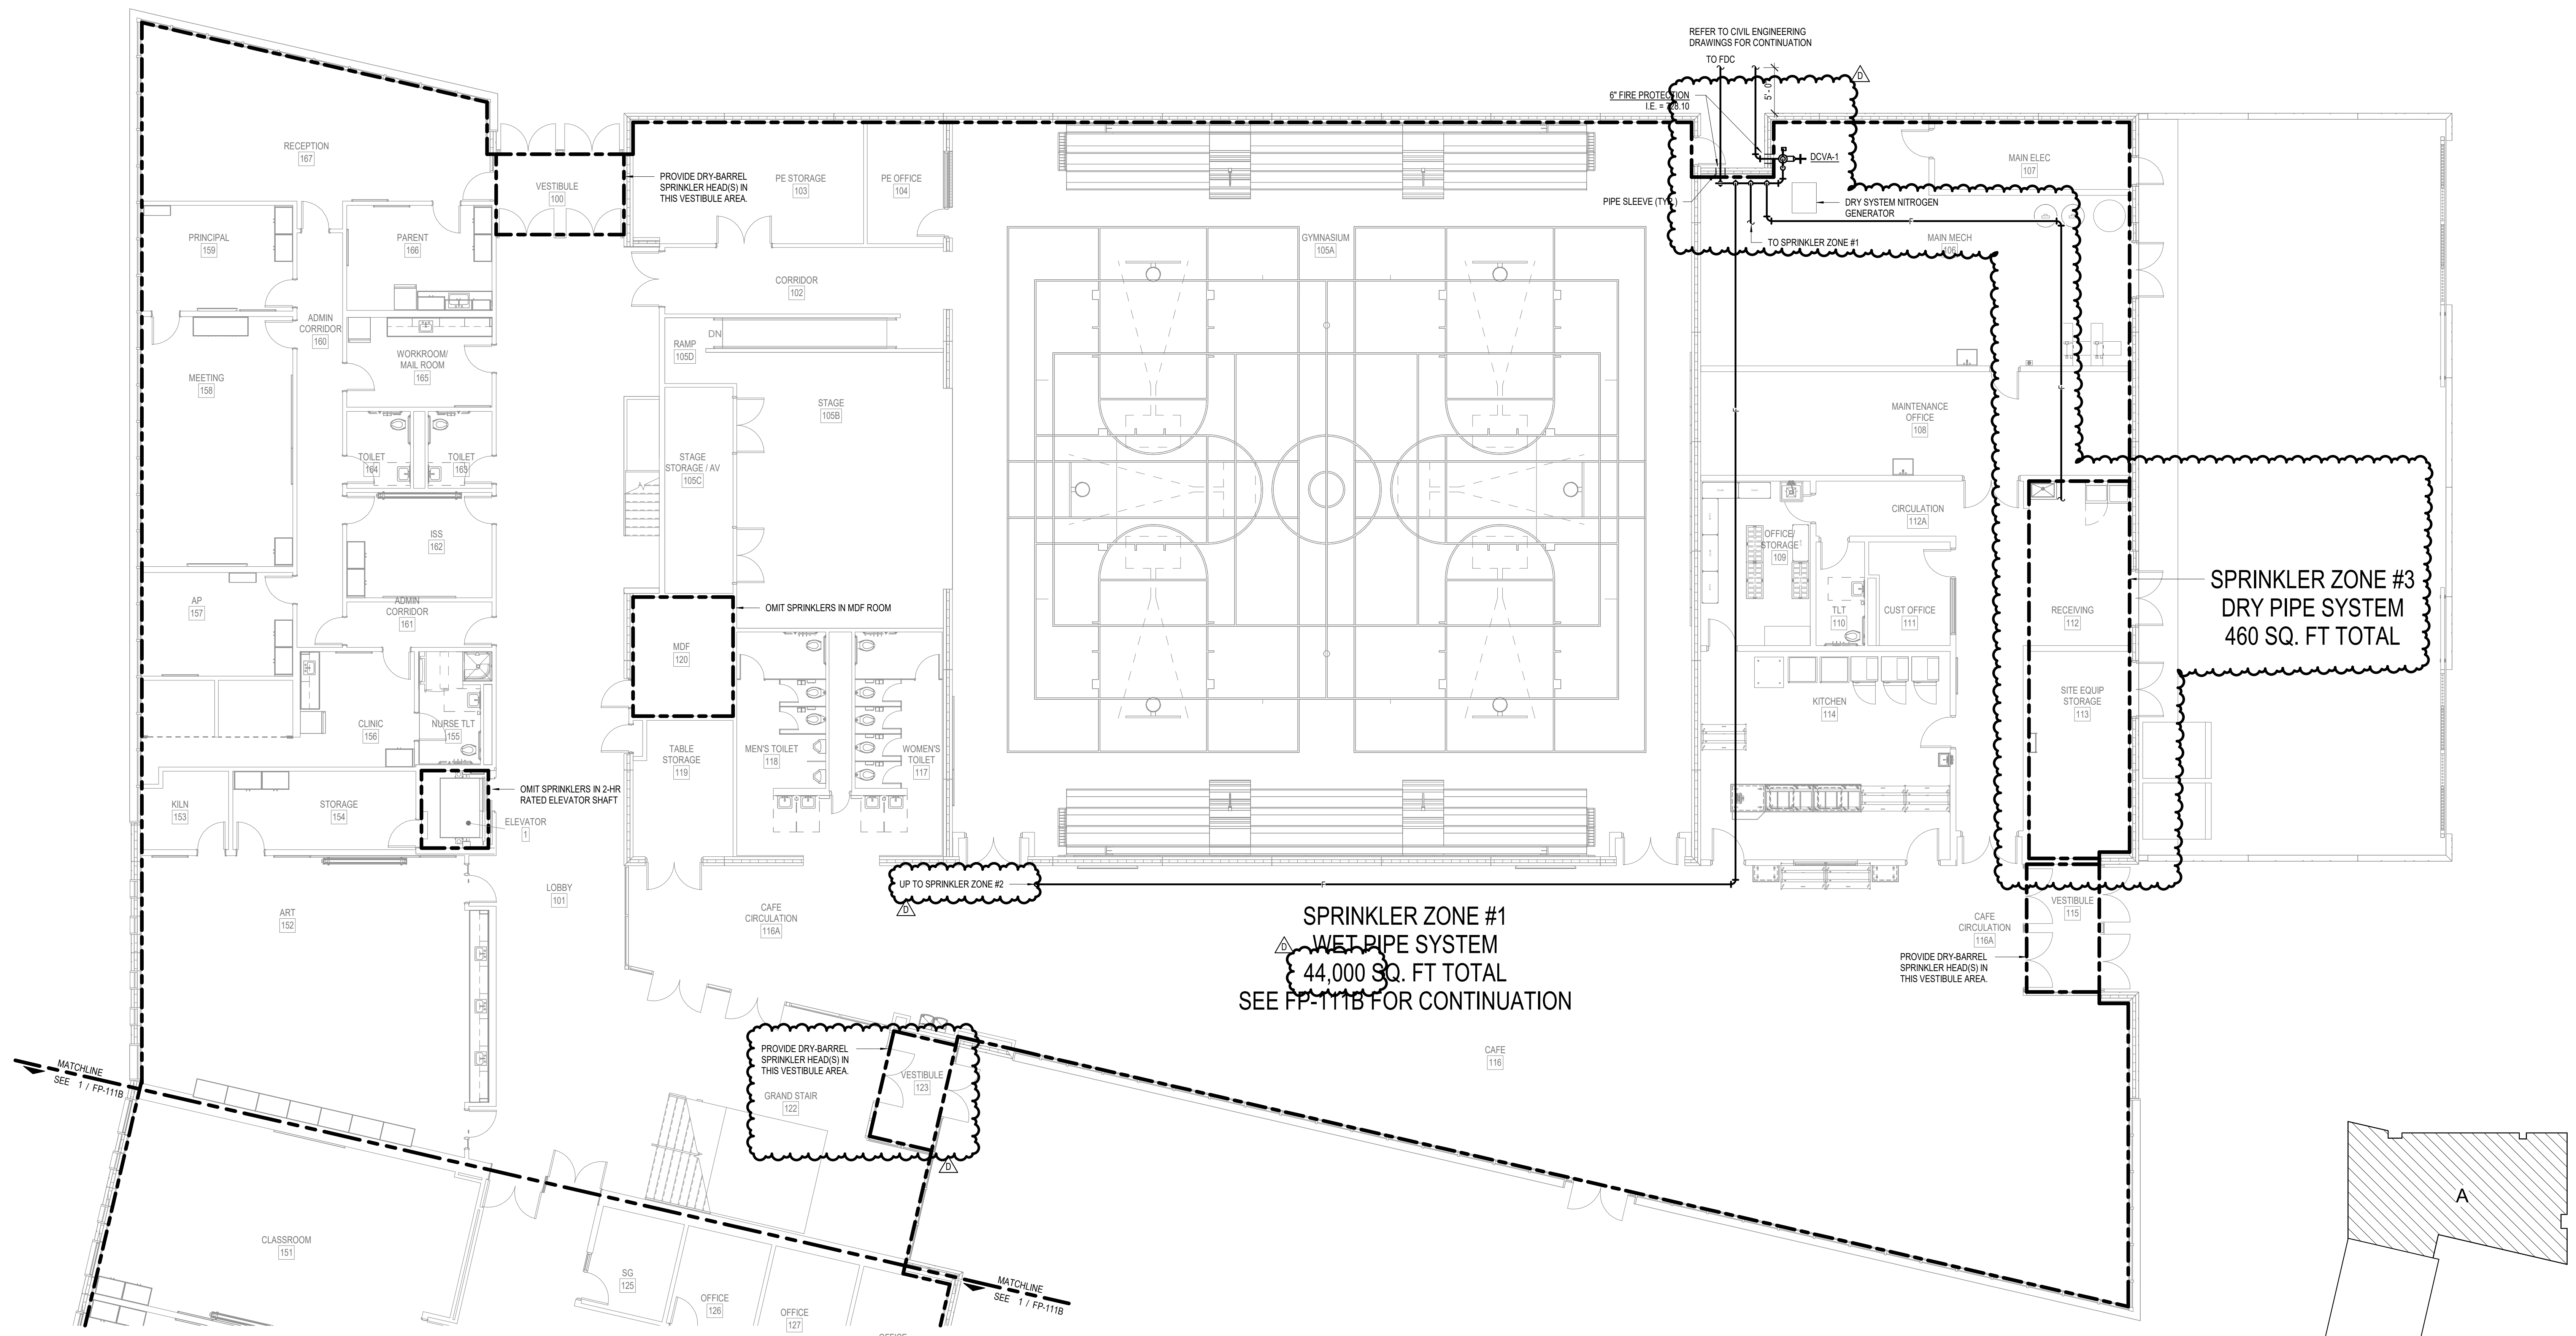 REFER TO CIVIL ENGINEERING
DRAWINGS FOR CONTINUATION
TO FDC
D
5' - 0"
6" FIRE PROTECTION
DCVA-1
MAIN ELEC
107
PIPE SLEEVE (TYP.)
DRY SYSTEM NITROGEN
GENERATOR
TO SPRINKLER ZONE #1
MAIN MECH
106
RECEPTION
167
VESTIBULE
100
PROVIDE DRY-BARREL
SPRINKLER HEAD(S) IN
THIS VESTIBULE AREA.
PE STORAGE
103
PE OFFICE
104
PRINCIPAL
159
PARENT
166
CORRIDOR
102
GYMNASIUM
105A
ADMIN
CORRIDOR
160
WORKROOM/
MAIL ROOM
165
DN
RAMP
105D
MEETING
158
STAGE
105B
MAINTENANCE
OFFICE
108
TOILET
164
TOILET
163
STAGE
STORAGE / AV
105C
ISS
162
OFFICE/
STORAGE
109
CIRCULATION
112A
AP
157
ADMIN
CORRIDOR
161
OMIT SPRINKLERS IN MDF ROOM
MDF
120
TLT
110
CUST OFFICE
111
RECEIVING
112
SPRINKLER ZONE #3
DRY PIPE SYSTEM
460 SQ. FT TOTAL
CLINIC
156
NURSE TLT
155
TABLE
STORAGE
119
MEN'S TOILET
118
WOMEN'S
TOILET
117
KITCHEN
114
SITE EQUIP
STORAGE
113
KILN
153
STORAGE
154
OMIT SPRINKLERS IN 2-HR
RATED ELEVATOR SHAFT
ELEVATOR
1
LOBBY
101
UP TO SPRINKLER ZONE #2
F
F
F
F
D
ART
152
CAFE
CIRCULATION
116A
SPRINKLER ZONE #1
WET PIPE SYSTEM
D
44,000 SQ. FT TOTAL
SEE FP-111B FOR CONTINUATION
CAFE
CIRCULATION
116A
VESTIBULE
115
PROVIDE DRY-BARREL
SPRINKLER HEAD(S) IN
THIS VESTIBULE AREA.
PROVIDE DRY-BARREL
SPRINKLER HEAD(S) IN
THIS VESTIBULE AREA.
VESTIBULE
123
GRAND STAIR
122
D
CAFE
116
MATCHLINE
SEE 1 / FP-111B
CLASSROOM
151
SG
125
OFFICE
126
OFFICE
127
MATCHLINE
SEE 1 / FP-111B
A